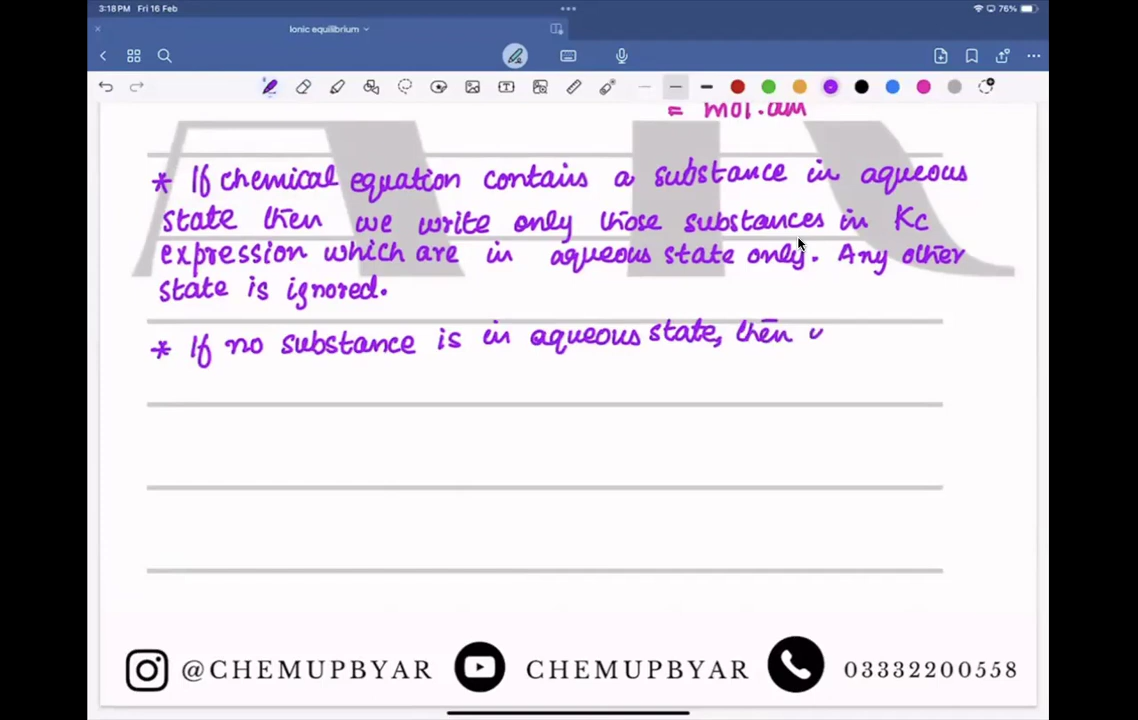 3:18 PM Fri 16 Feb
76%
Ionic equilibrium
= mol.dm
* If chemical equation contains a substance in aqueous
state then we write only those substances in Kc
expression which are in aqueous state only. Any other
state is ignored.
* If no substance is in aqueous state, then
@CHEMUPBYAR CHEMUPBYAR 03332200558